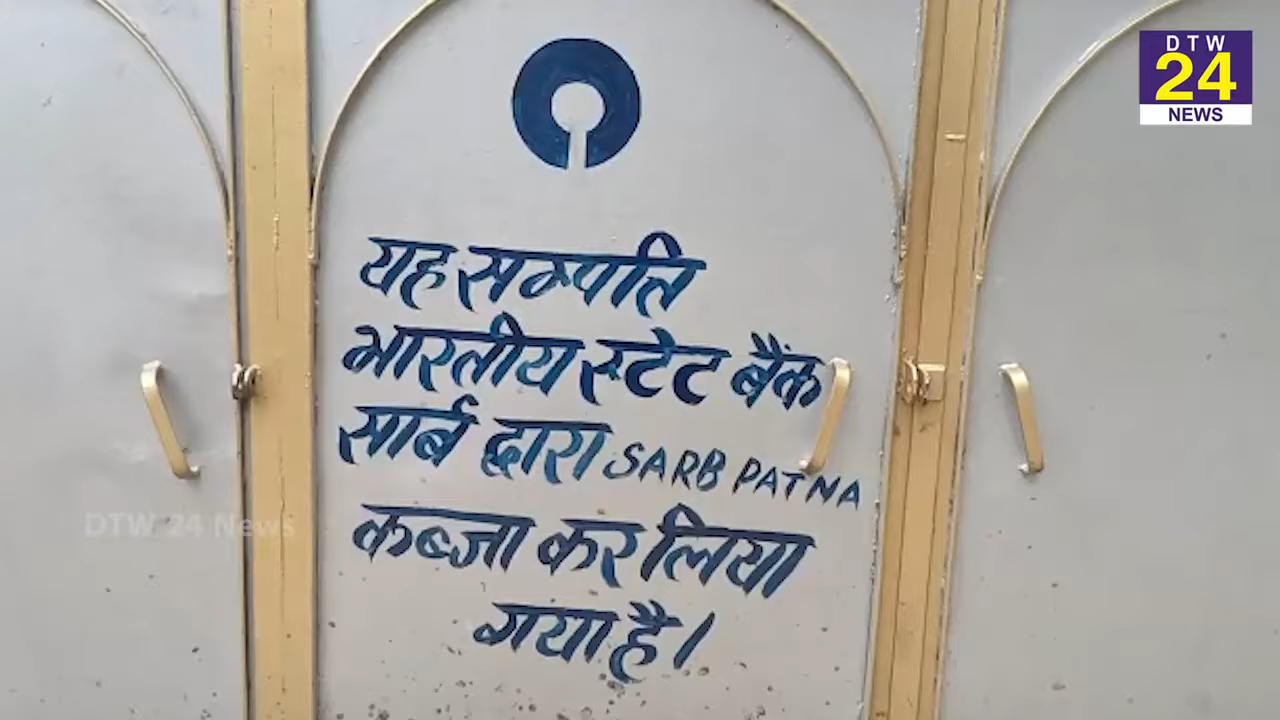 DTW
24
NEWS
यह सम्पति
भारतीय स्टेट बैंक
सार्ब द्वारा SARB PATNA
कब्जा कर लिया
गया है।
DTW 24 News